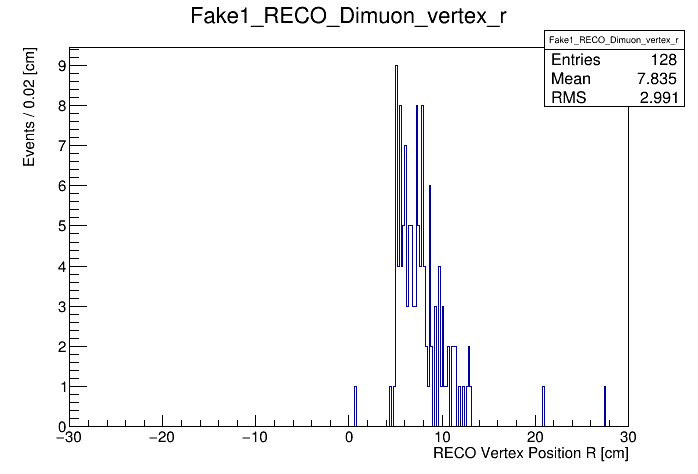 Fake1_RECO_Dimuon_vertex_r
Fake1_RECO_Dimuon_vertex_r
Entries 128
Mean 7.835
RMS 2.991
Events / 0.02 [cm]
9
8
7
6
5
4
3
2
1
0
−30 −20 −10 0 10 20 30
RECO Vertex Position R [cm]